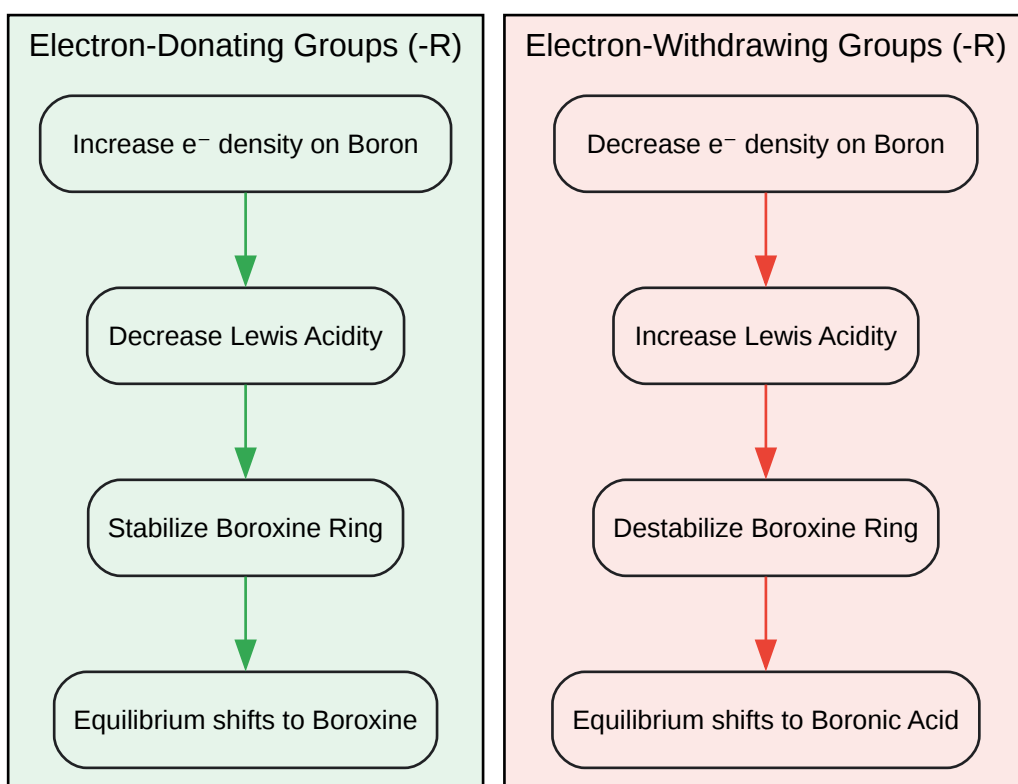 Electron-Donating Groups (-R)
Increase e⁻ density on Boron
Decrease Lewis Acidity
Stabilize Boroxine Ring
Equilibrium shifts to Boroxine
Electron-Withdrawing Groups (-R)
Decrease e⁻ density on Boron
Increase Lewis Acidity
Destabilize Boroxine Ring
Equilibrium shifts to Boronic Acid